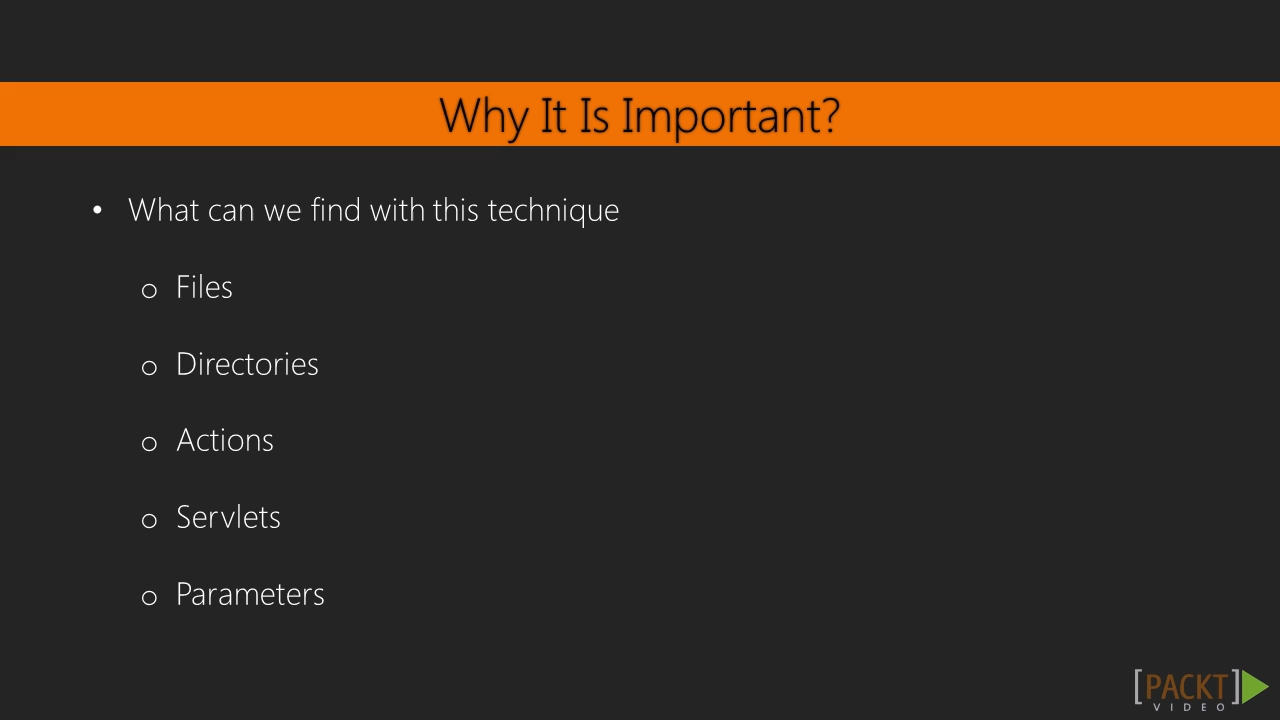 Why It Is Important?
• What can we find with this technique
o Files
o Directories
o Actions
o Servlets
o Parameters
[PACKT]
VIDEO